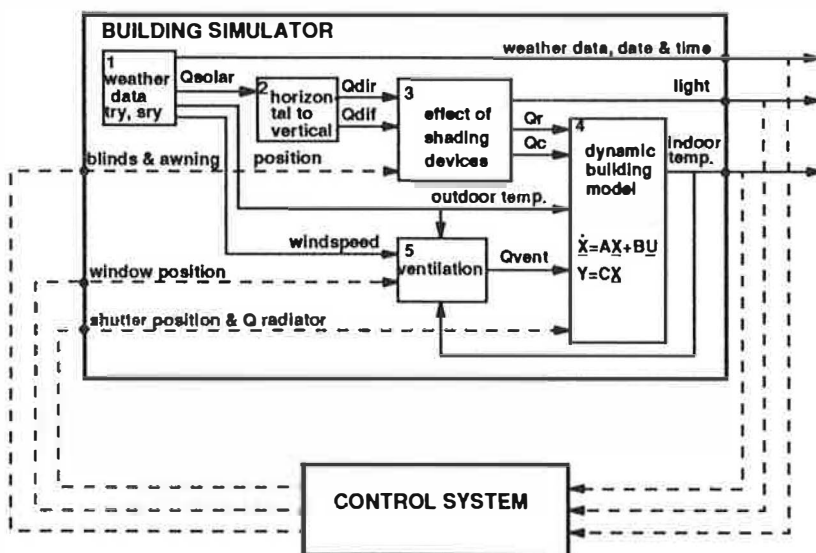 BUILDING SIMULATOR
weather data, date & time
1
weather
data
try, sry
Qsolar
2
horizon
tal to
vertical
Qdir
Qdif
3
effect of
shading
devices
light
Qr
Qc
4
dynamic
building
model
Ẋ=AX+BU
Y=CX
indoor
temp.
blinds & awning position
outdoor temp.
windspeed
5
ventilation
Qvent
window position
shutter position & Q radiator
CONTROL SYSTEM